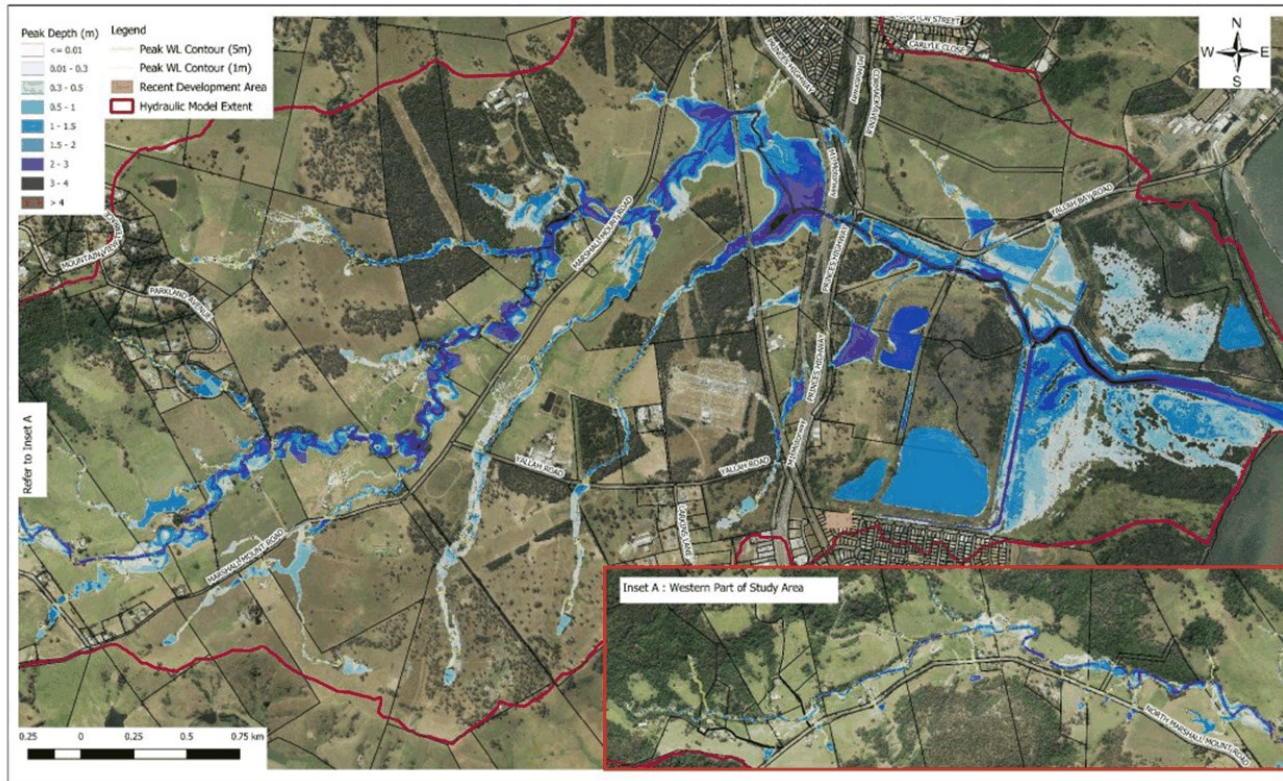 Peak Depth (m)
<= 0.01
0.01 - 0.3
0.3 - 0.5
0.5 - 1
1 - 1.5
1.5 - 2
2 - 3
3 - 4
> 4
Legend
Peak WL Contour (5m)
Peak WL Contour (1m)
Recent Development Area
Hydraulic Model Extent
N
W
E
S
STREET
CARLYLE CLOSE
PRINCES HIGHWAY
YALLAH BAY ROAD
MARSHALL MOUNT ROAD
PARKLAND AVENUE
PRINCES HIGHWAY
PRINCES HIGHWAY
Refer to Inset A
YALLAH ROAD
YALLAH ROAD
MARSHALL MOUNT ROAD
Inset A : Western Part of Study Area
NORTH MARSHALL MOUNT ROAD
0.25
0
0.25
0.5
0.75 km